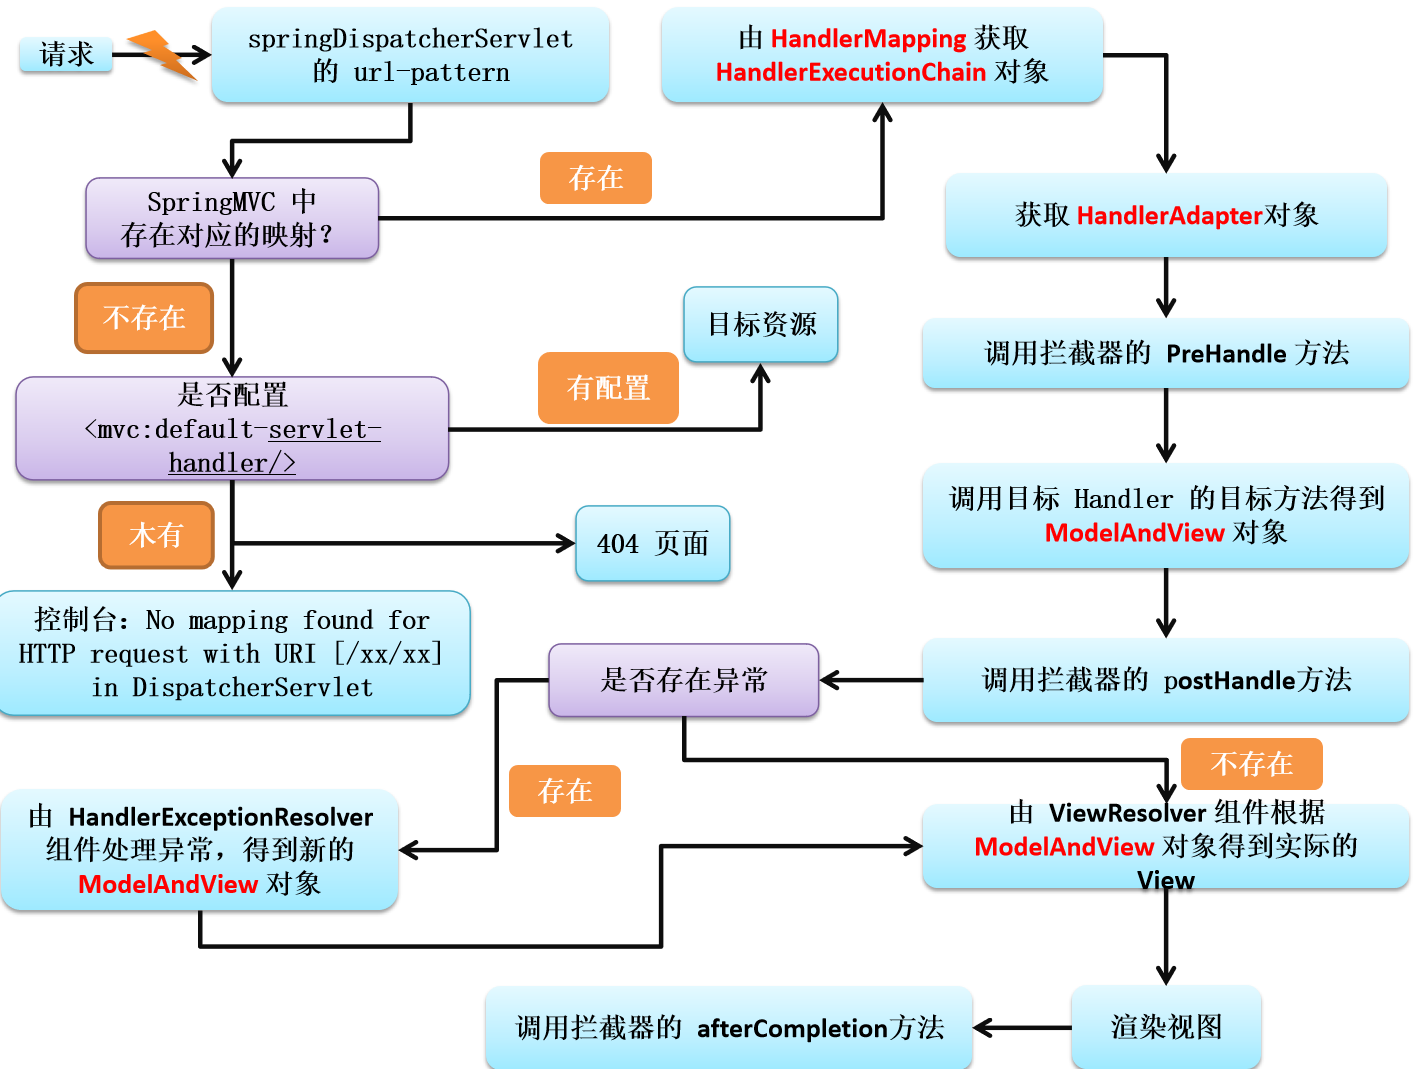 请求
springDispatcherServlet
的 url-pattern
由 HandlerMapping 获取
HandlerExecutionChain 对象
存在
SpringMVC 中
存在对应的映射？
获取 HandlerAdapter对象
不存在
目标资源
调用拦截器的 PreHandle 方法
有配置
是否配置
<mvc:default-servlet-
handler/>
调用目标 Handler 的目标方法得到
ModelAndView 对象
木有
404 页面
控制台：No mapping found for
HTTP request with URI [/xx/xx]
in DispatcherServlet
是否存在异常
调用拦截器的 postHandle方法
不存在
存在
由 HandlerExceptionResolver
组件处理异常，得到新的
ModelAndView 对象
由 ViewResolver 组件根据
ModelAndView 对象得到实际的
View
调用拦截器的 afterCompletion方法
渲染视图